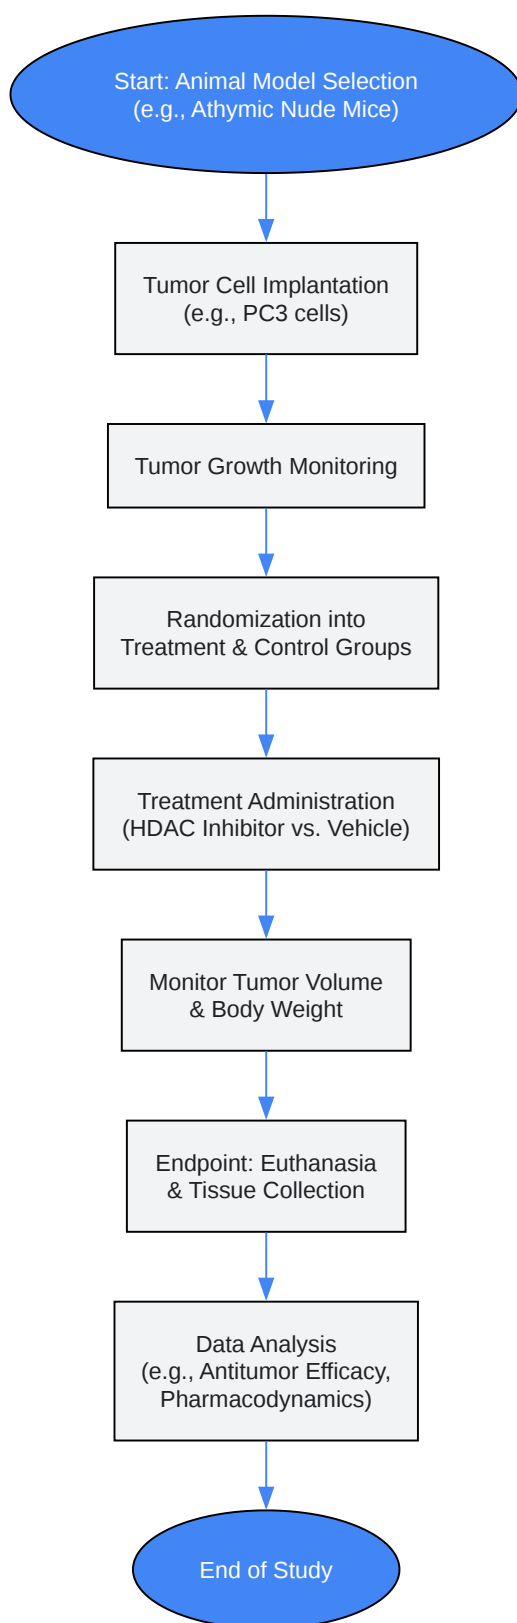 Start: Animal Model Selection
(e.g., Athymic Nude Mice)
Tumor Cell Implantation
(e.g., PC3 cells)
Tumor Growth Monitoring
Randomization into
Treatment & Control Groups
Treatment Administration
(HDAC Inhibitor vs. Vehicle)
Monitor Tumor Volume
& Body Weight
Endpoint: Euthanasia
& Tissue Collection
Data Analysis
(e.g., Antitumor Efficacy,
Pharmacodynamics)
End of Study